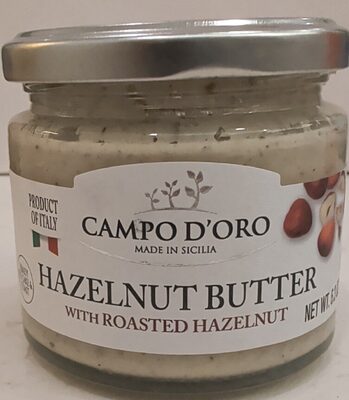 PRODUCT
OF ITALY
CAMPO D'ORO
MADE IN SICILIA
HAZELNUT BUTTER
WITH ROASTED HAZELNUT
NET WT.